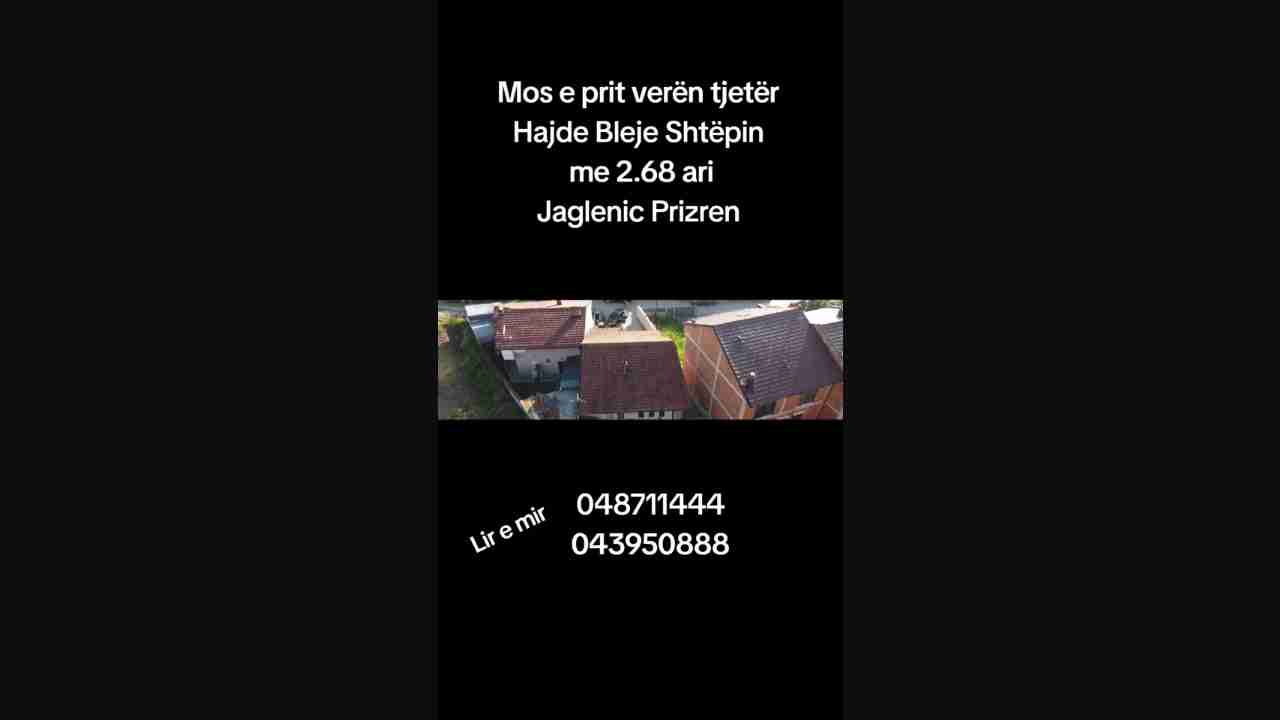 Mos e prit verën tjetër
Hajde Bleje Shtëpin
me 2.68 ari
Jaglenic Prizren
Lir e mir
048711444
043950888